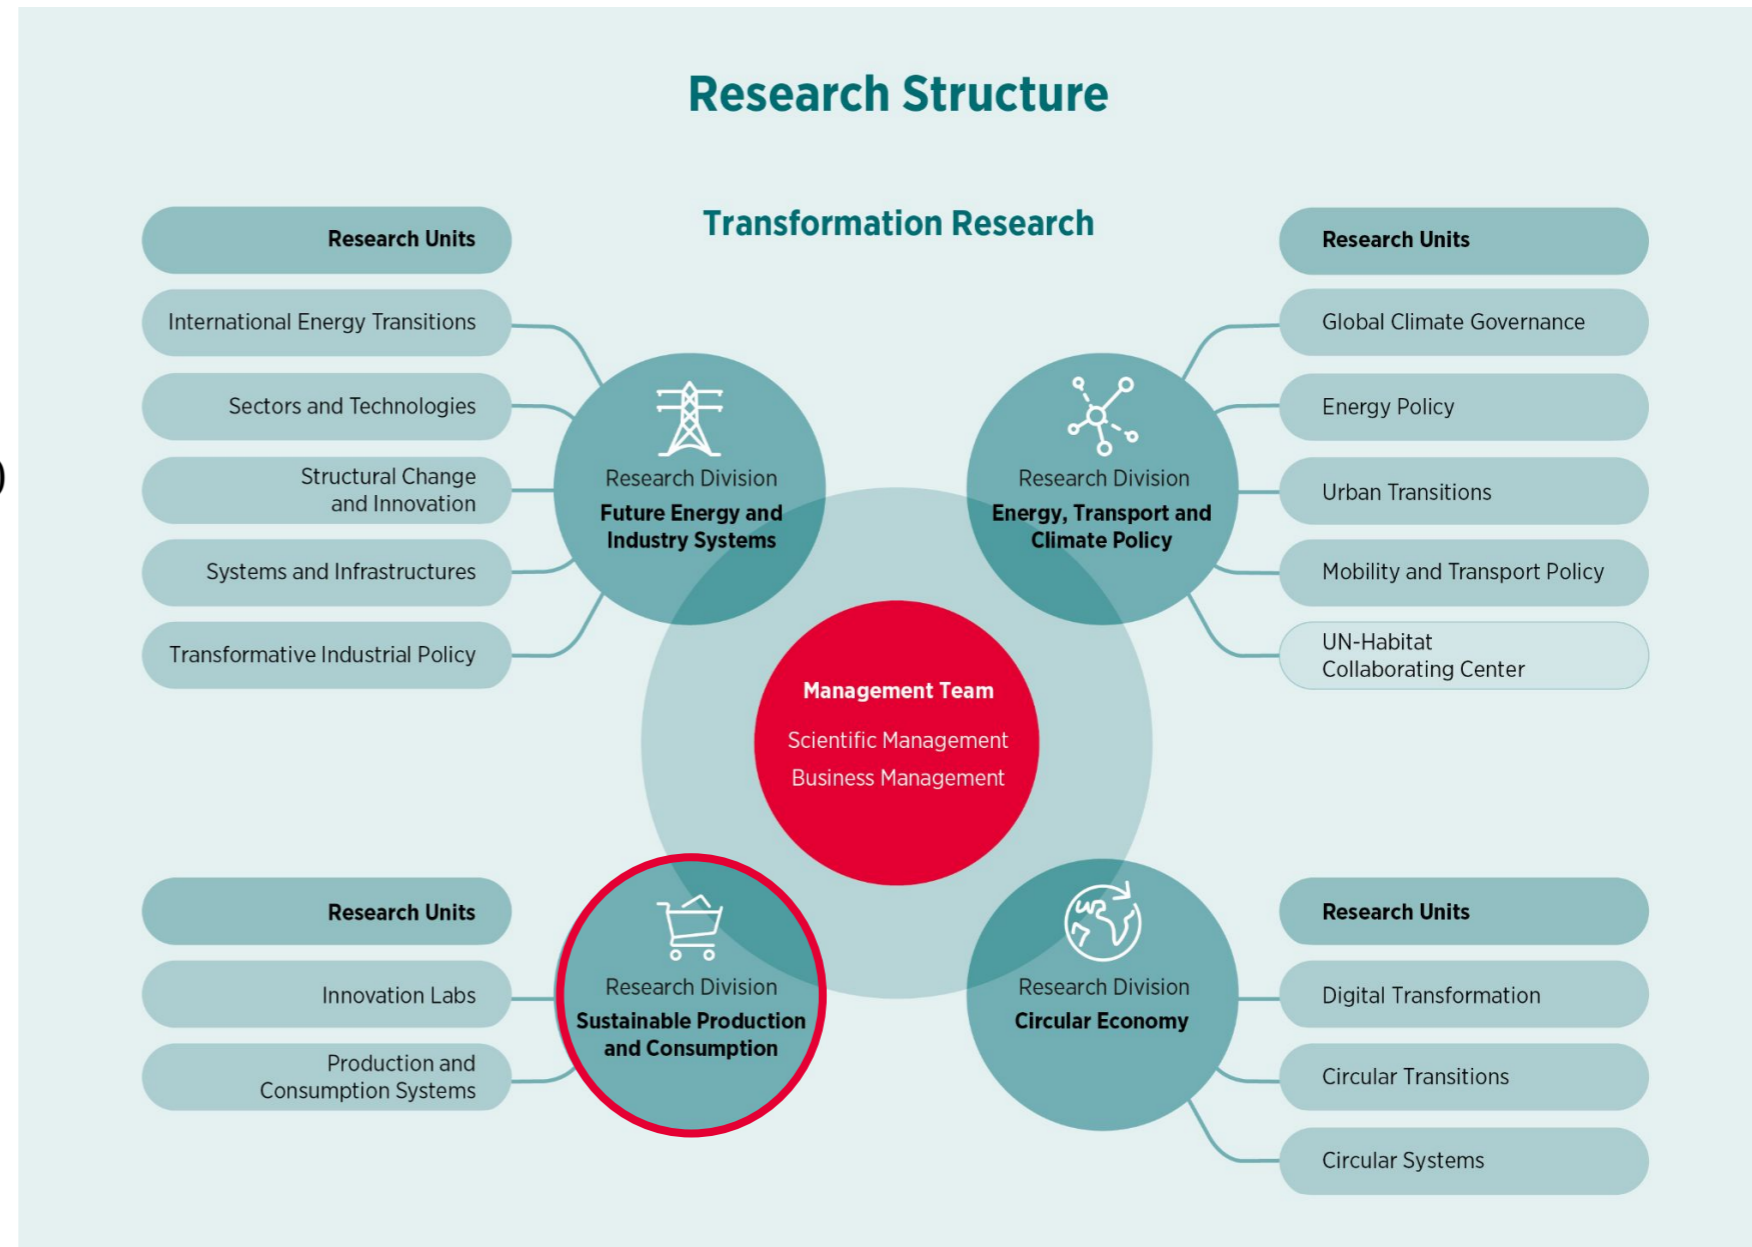 Research Structure
Transformation Research
Research Units
International Energy Transitions
Sectors and Technologies
Structural Change
and Innovation
Systems and Infrastructures
Transformative Industrial Policy
Research Division
Future Energy and
Industry Systems
Research Division
Energy, Transport and
Climate Policy
Research Units
Global Climate Governance
Energy Policy
Urban Transitions
Mobility and Transport Policy
UN-Habitat
Collaborating Center
)
Management Team
Scientific Management
Business Management
Research Units
Innovation Labs
Production and
Consumption Systems
Research Division
Sustainable Production
and Consumption
Research Division
Circular Economy
Research Units
Digital Transformation
Circular Transitions
Circular Systems